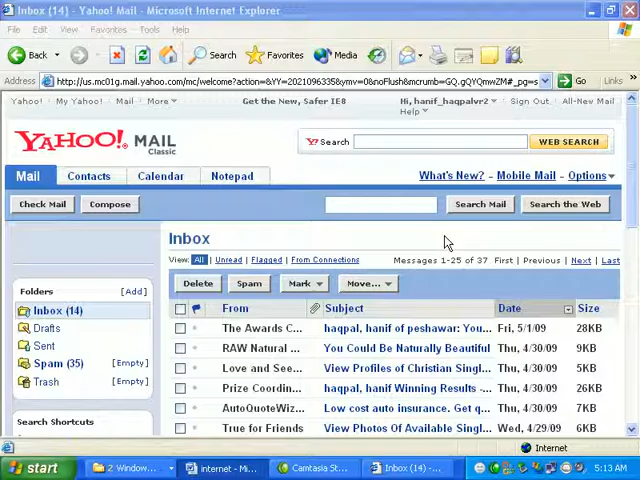 Inbox (14) - Yahoo! Mail - Microsoft Internet Explorer
File Edit View Favorites Tools Help
Back Search Favorites Media
Address http://us.mc01g.mail.yahoo.com/mc/welcome?action=&YY=2021096335&ymv=0&noFlush&mcrumb=GQ.gQYQmwZM#_pg=s Go Links »
Yahoo! My Yahoo! Mail More Get the New, Safer IE8 Hi, hanif_haqpalvr2 Sign Out All-New Mail
Help
YAHOO! MAIL
Classic
Y! Search WEB SEARCH
Mail Contacts Calendar Notepad What's New? - Mobile Mail - Options
Check Mail Compose Search Mail Search the Web
Inbox
View: All Unread Flagged From Connections Messages 1-25 of 37 First | Previous | Next | Last
Delete Spam Mark Move...
Folders [Add]
Inbox (14)
Drafts
Sent
Spam (35) [Empty]
Trash [Empty]
Search Shortcuts
From Subject Date Size
The Awards C... haqpal, hanif of peshawar: You... Fri, 5/1/09 28KB
RAW Natural ... You Could Be Naturally Beautiful Thu, 4/30/09 9KB
Love and See... View Profiles of Christian Singl... Thu, 4/30/09 7KB
Prize Coordin... haqpal, hanif Winning Results -... Thu, 4/30/09 26KB
AutoQuoteWiz... Low cost auto insurance. Get q... Thu, 4/30/09 7KB
True for Friends View Photos Of Available Singl... Wed, 4/29/09 6KB
Internet
start 2 Window... internet - Mi... Camtasia St... Inbox (14) -... 5:13 AM